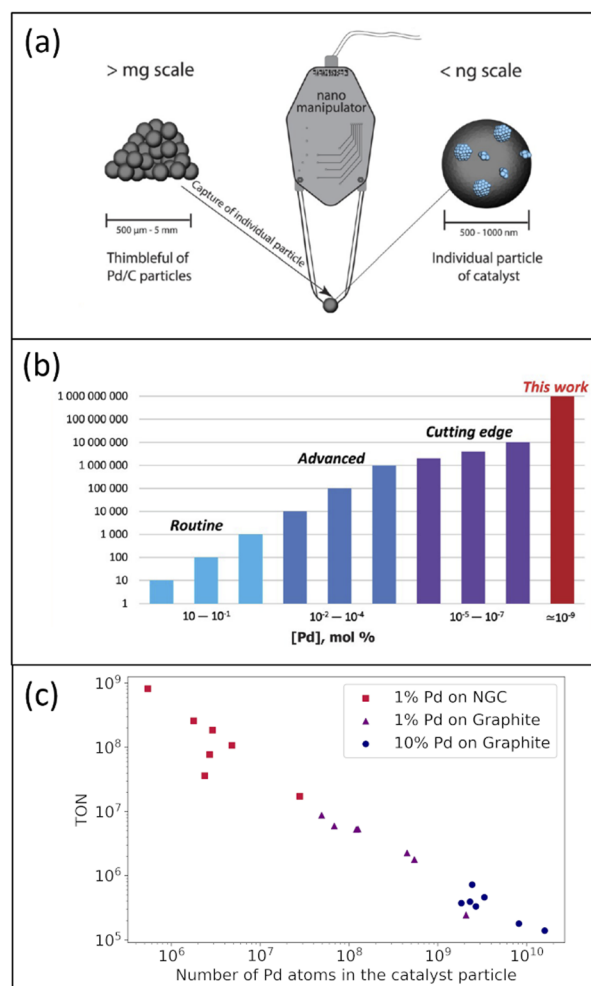 (a)
> mg scale
< ng scale
nano
manipulator
Capture of individual
particle
500 µm - 5 mm
500 - 1000 nm
Thimbleful of
Pd/C particles
Individual particle
of catalyst
(b)
This work
1 000 000 000
100 000 000
Cutting edge
10 000 000
Advanced
1 000 000
100 000
10 000
Routine
1 000
100
10
1
10 — 10⁻¹
10⁻² — 10⁻⁴
10⁻⁵ — 10⁻⁷
≃10⁻⁹
[Pd], mol %
(c)
10⁹
10⁸
10⁷
10⁶
10⁵
TON
1% Pd on NGC
1% Pd on Graphite
10% Pd on Graphite
10⁶
10⁷
10⁸
10⁹
10¹⁰
Number of Pd atoms in the catalyst particle